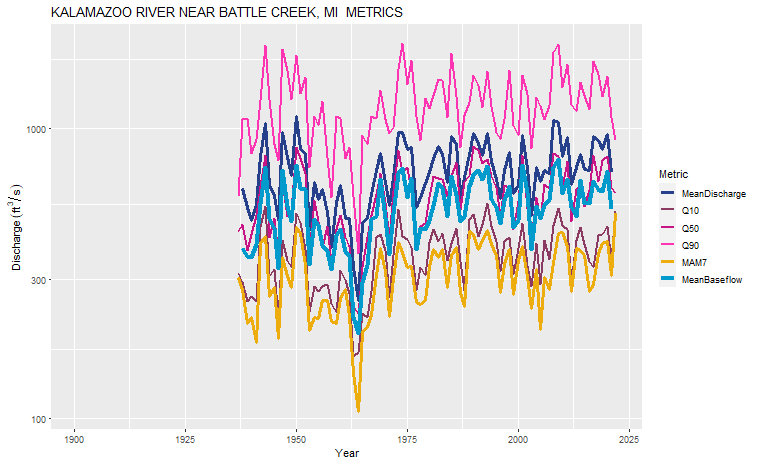 KALAMAZOO RIVER NEAR BATTLE CREEK, MI  METRICS
Discharge (ft³/s)
1000
300
100
1900
1925
1950
1975
2000
2025
Year
Metric
MeanDischarge
Q10
Q50
Q90
MAM7
MeanBaseflow